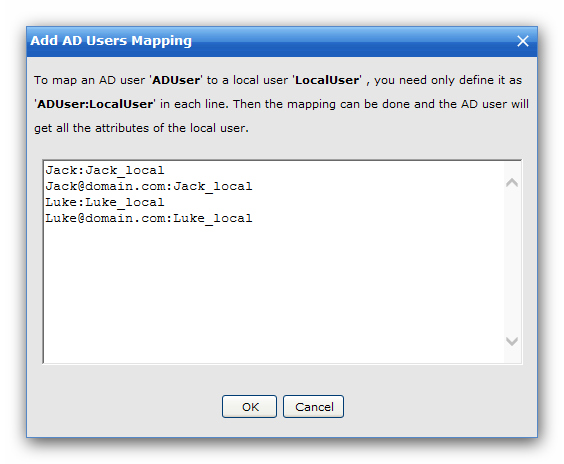 Add AD Users Mapping
To map an AD user 'ADUser' to a local user 'LocalUser' , you need only define it as
'ADUser:LocalUser' in each line. Then the mapping can be done and the AD user will
get all the attributes of the local user.
Jack:Jack_local
Jack@domain.com:Jack_local
Luke:Luke_local
Luke@domain.com:Luke_local
OK Cancel